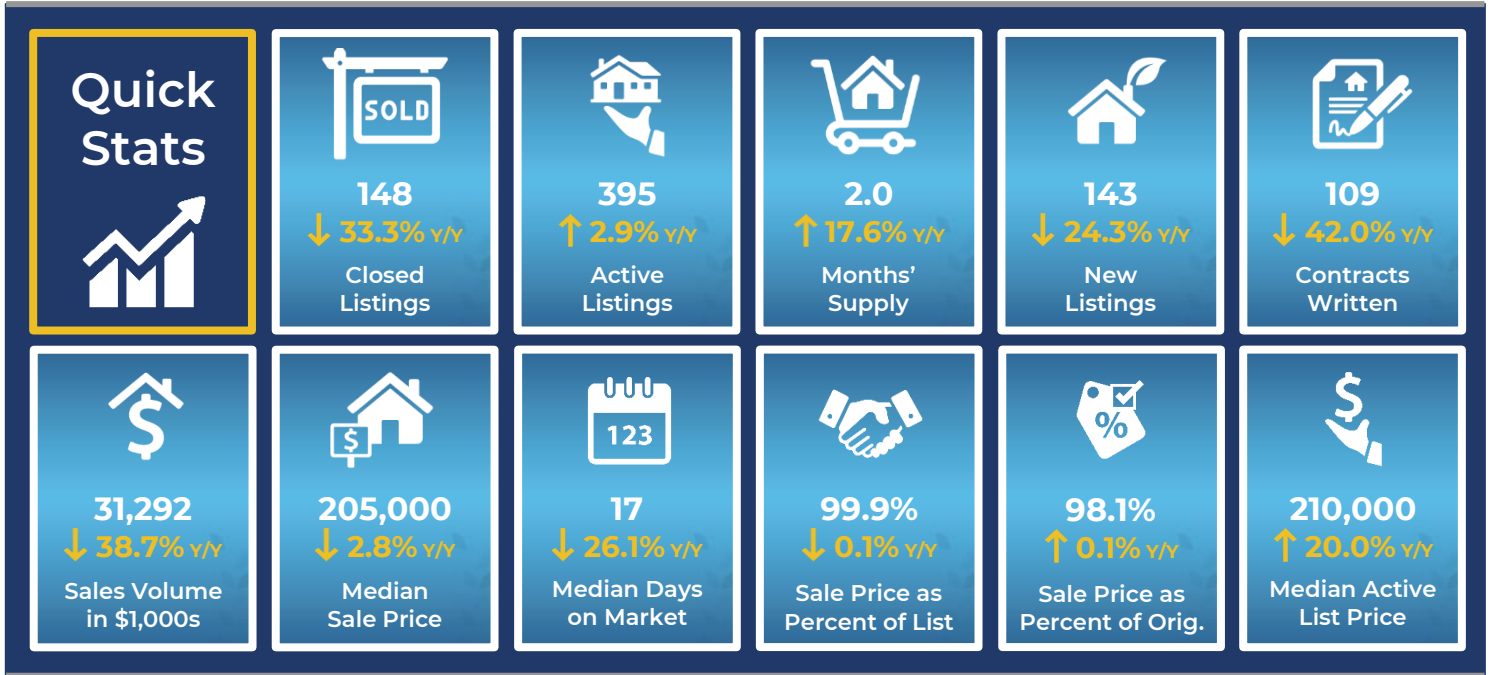 Quick
Stats
SOLD
148
↓ 33.3% Y/Y
Closed
Listings
395
↑ 2.9% Y/Y
Active
Listings
2.0
↑ 17.6% Y/Y
Months’
Supply
143
↓ 24.3% Y/Y
New
Listings
109
↓ 42.0% Y/Y
Contracts
Written
$
31,292
↓ 38.7% Y/Y
Sales Volume
in $1,000s
$
205,000
↓ 2.8% Y/Y
Median
Sale Price
123
17
↓ 26.1% Y/Y
Median Days
on Market
99.9%
↓ 0.1% Y/Y
Sale Price as
Percent of List
%
98.1%
↑ 0.1% Y/Y
Sale Price as
Percent of Orig.
$
210,000
↑ 20.0% Y/Y
Median Active
List Price